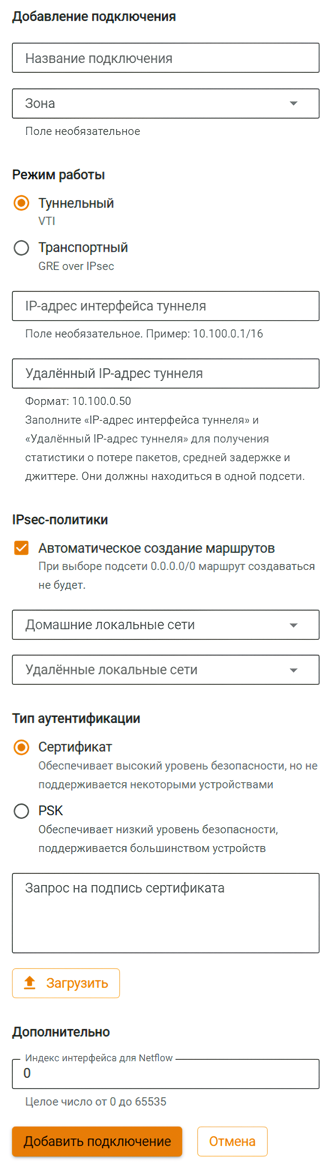 Добавление подключения
Название подключения
Зона
Поле необязательное
Режим работы
Туннельный
VTI
Транспортный
GRE over IPsec
IP-адрес интерфейса туннеля
Поле необязательное. Пример: 10.100.0.1/16
Удалённый IP-адрес туннеля
Формат: 10.100.0.50
Заполните «IP-адрес интерфейса туннеля» и
«Удалённый IP-адрес туннеля» для получения
статистики о потере пакетов, средней задержке и
джиттере. Они должны находиться в одной подсети.
IPsec-политики
Автоматическое создание маршрутов
При выборе подсети 0.0.0.0/0 маршрут создаваться
не будет.
Домашние локальные сети
Удалённые локальные сети
Тип аутентификации
Сертификат
Обеспечивает высокий уровень безопасности, но не
поддерживается некоторыми устройствами
PSK
Обеспечивает низкий уровень безопасности,
поддерживается большинством устройств
Запрос на подпись сертификата
Загрузить
Дополнительно
Индекс интерфейса для Netflow
0
Целое число от 0 до 65535
Добавить подключение
Отмена